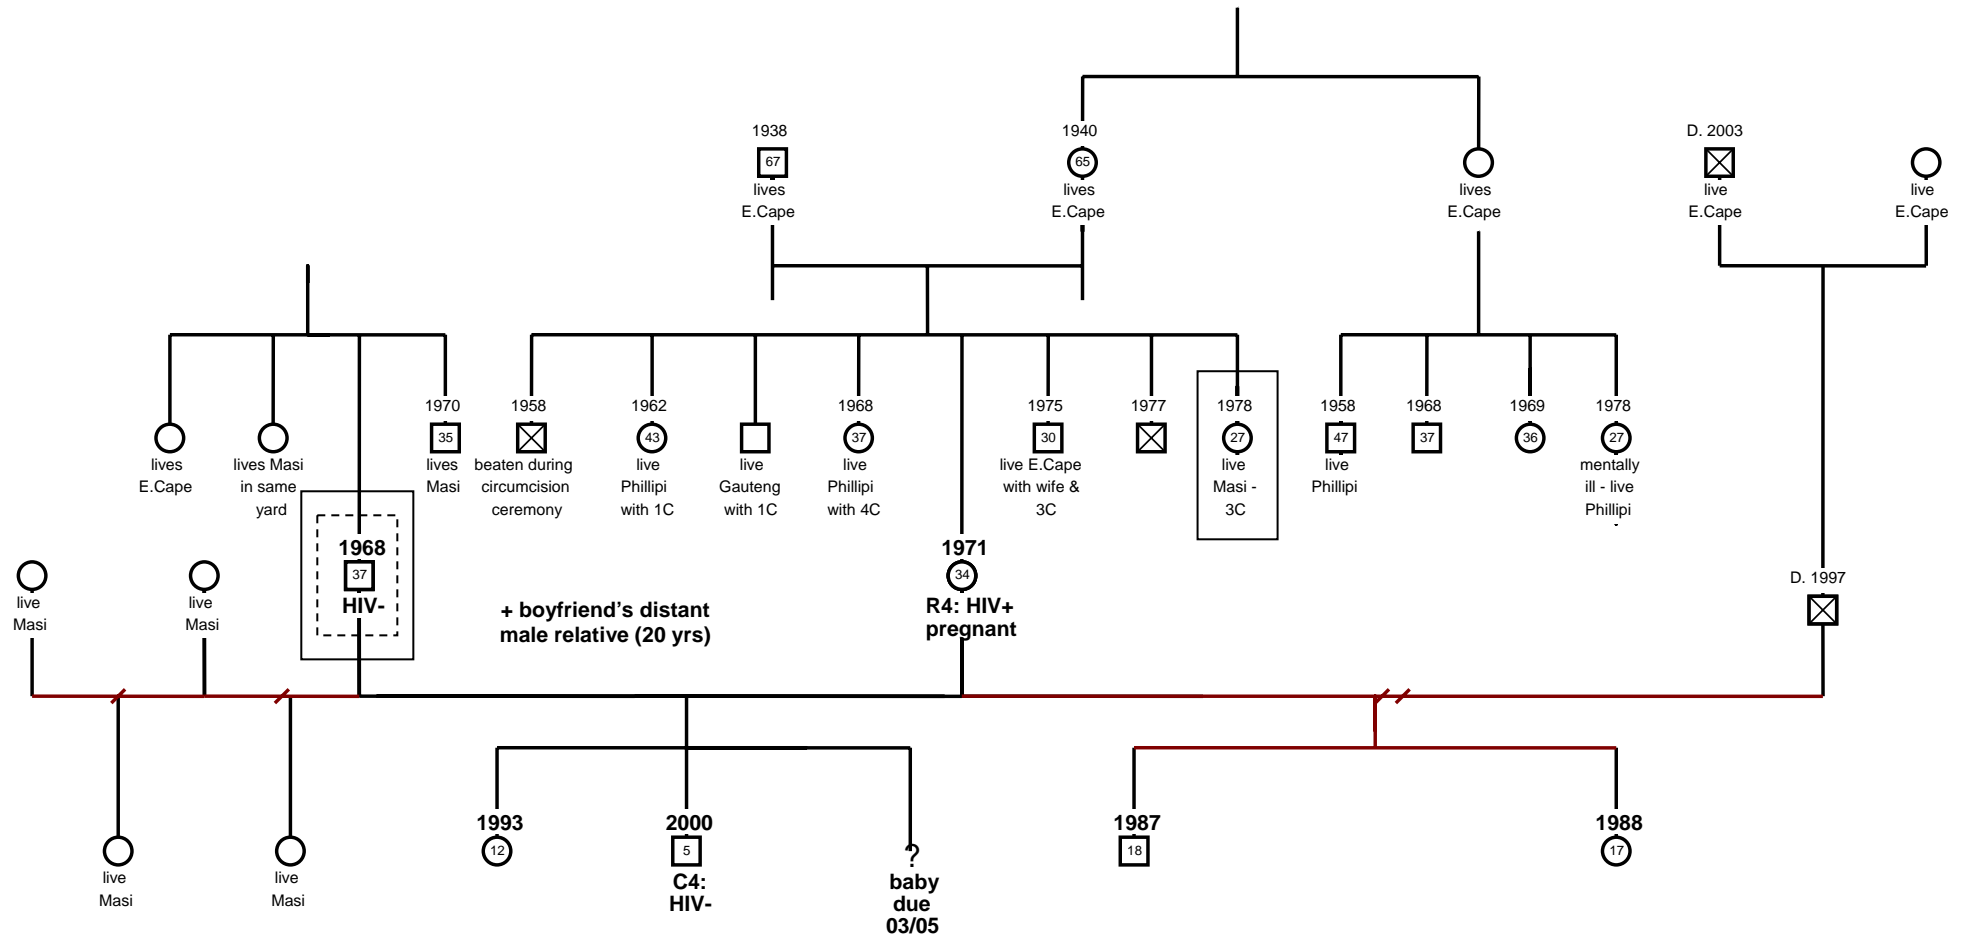 1938
1940
D. 2003
67
65
lives
E.Cape
lives
E.Cape
lives
E.Cape
live
E.Cape
live
E.Cape
1970
1958
1962
1968
1975
1977
1978
1958
1968
1969
1978
35
43
37
30
27
47
37
36
27
lives
E.Cape
lives Masi
in same
yard
lives
Masi
beaten during
circumcision
ceremony
live
Phillipi
with 1C
live
Gauteng
with 1C
live
Phillipi
with 4C
live E.Cape
with wife &
3C
live
Masi -
3C
live
Phillipi
mentally
ill - live
Phillipi
-
1968
37
HIV-
1971
34
R4: HIV+
pregnant
live
Masi
live
Masi
+ boyfriend’s distant
male relative (20 yrs)
D. 1997
1993
12
2000
5
C4:
HIV-
?
baby
due
03/05
1987
18
1988
17
live
Masi
live
Masi